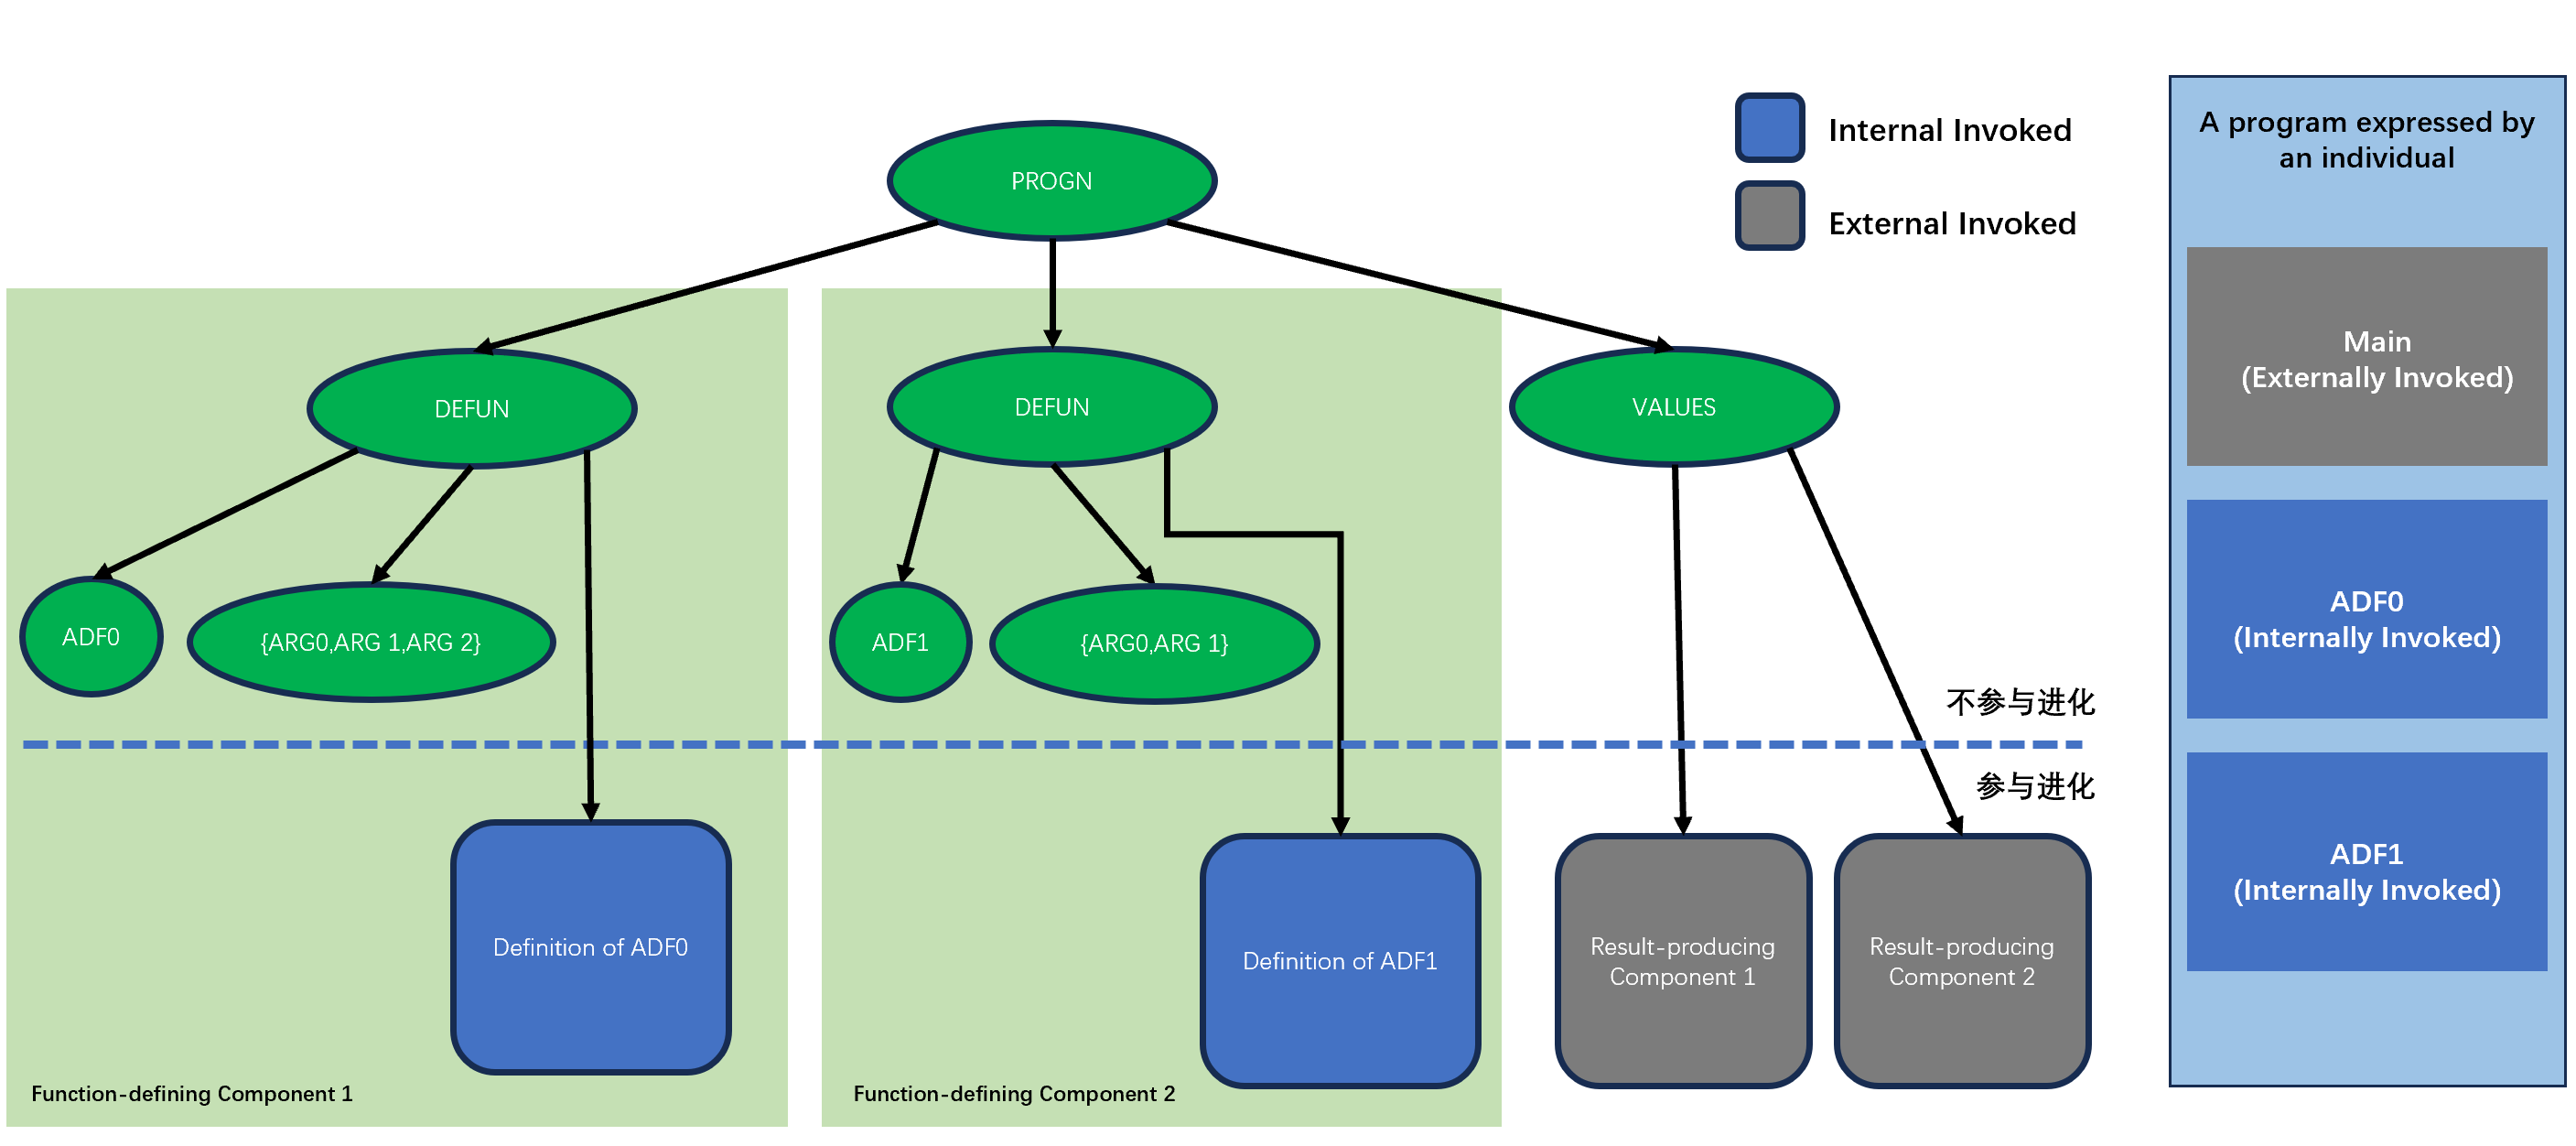 PROGN
Internal Invoked
External Invoked
A program expressed by
an individual
DEFUN
DEFUN
VALUES
Main
(Externally Invoked)
ADF0
{ARG0,ARG 1,ARG 2}
ADF1
{ARG0,ARG 1}
ADF0
(Internally Invoked)
不参与进化
参与进化
ADF1
(Internally Invoked)
Definition of ADF0
Definition of ADF1
Result-producing
Component 1
Result-producing
Component 2
Function-defining Component 1
Function-defining Component 2